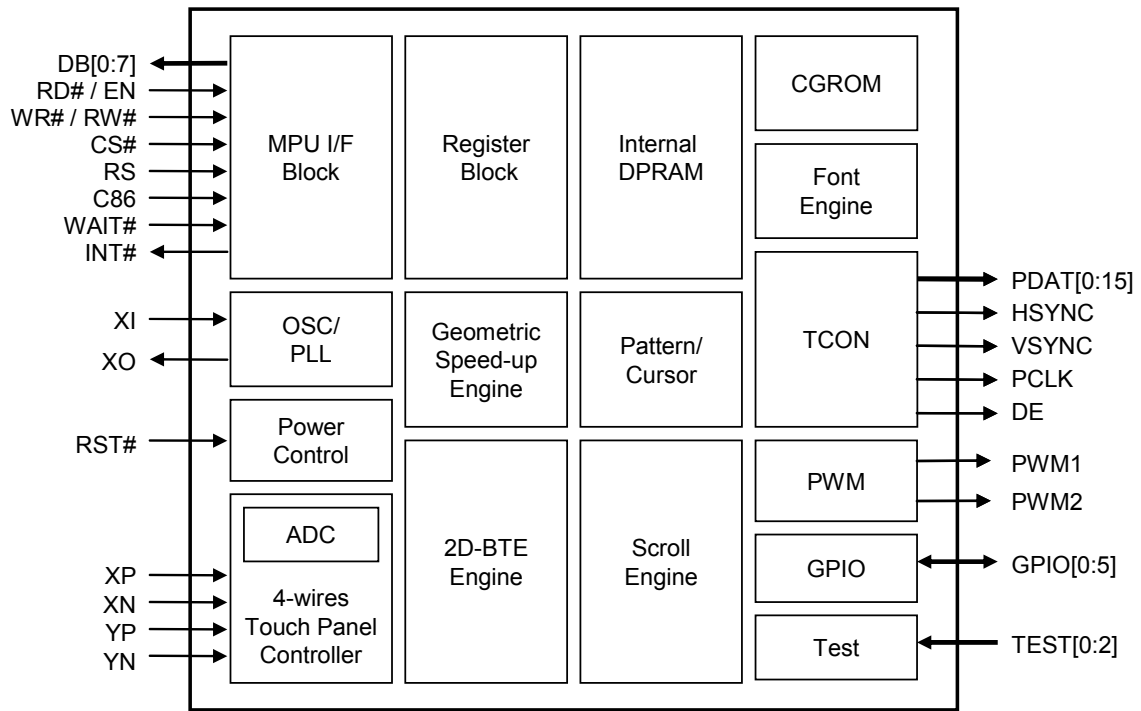 DB[0:7]
RD# / EN
WR# / RW#
CS#
RS
C86
WAIT#
INT#
XI
XO
RST#
XP
XN
YP
YN
MPU I/F
Block
Register
Block
Internal
DPRAM
CGROM
Font
Engine
OSC/
PLL
Geometric
Speed-up
Engine
Pattern/
Cursor
TCON
Power
Control
ADC
4-wires
Touch Panel
Controller
2D-BTE
Engine
Scroll
Engine
PWM
GPIO
Test
PDAT[0:15]
HSYNC
VSYNC
PCLK
DE
PWM1
PWM2
GPIO[0:5]
TEST[0:2]